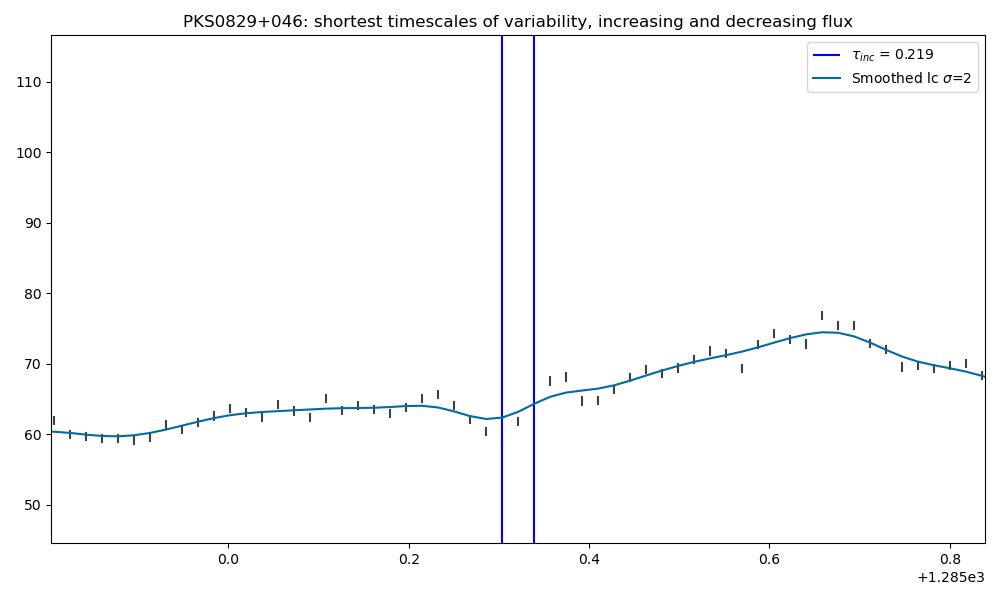 PKS0829+046: shortest timescales of variability, increasing and decreasing flux
τinc = 0.219
Smoothed lc σ=2
110
100
90
80
70
60
50
0.0 0.2 0.4 0.6 0.8
+1.285e3